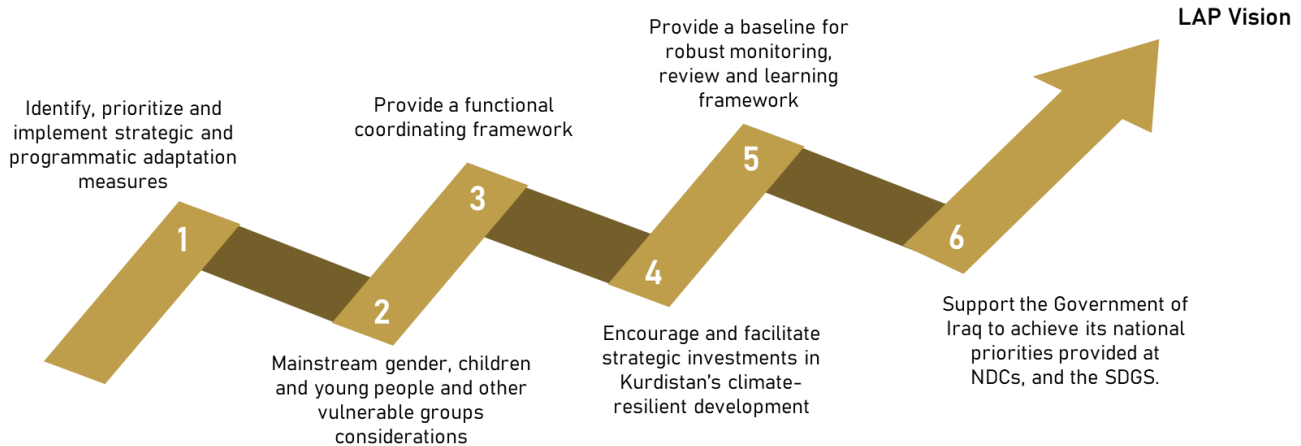 LAP Vision
Identify, prioritize and
implement strategic and
programmatic adaptation
measures
1
2
Mainstream gender, children
and young people and other
vulnerable groups
considerations
Provide a functional
coordinating framework
3
4
Encourage and facilitate
strategic investments in
Kurdistan's climate-
resilient development
Provide a baseline for
robust monitoring,
review and learning
framework
5
6
Support the Government of
Iraq to achieve its national
priorities provided at
NDCs, and the SDGS.